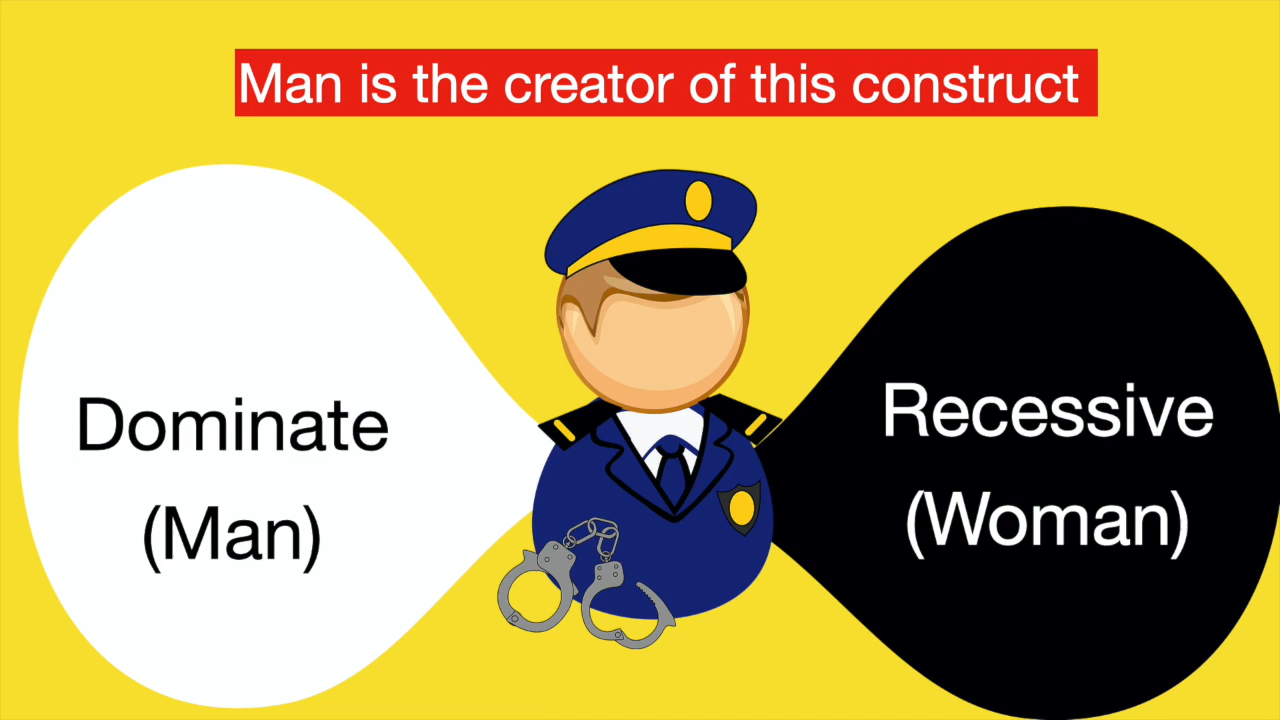 Man is the creator of this construct
Dominate
(Man)
Recessive
(Woman)